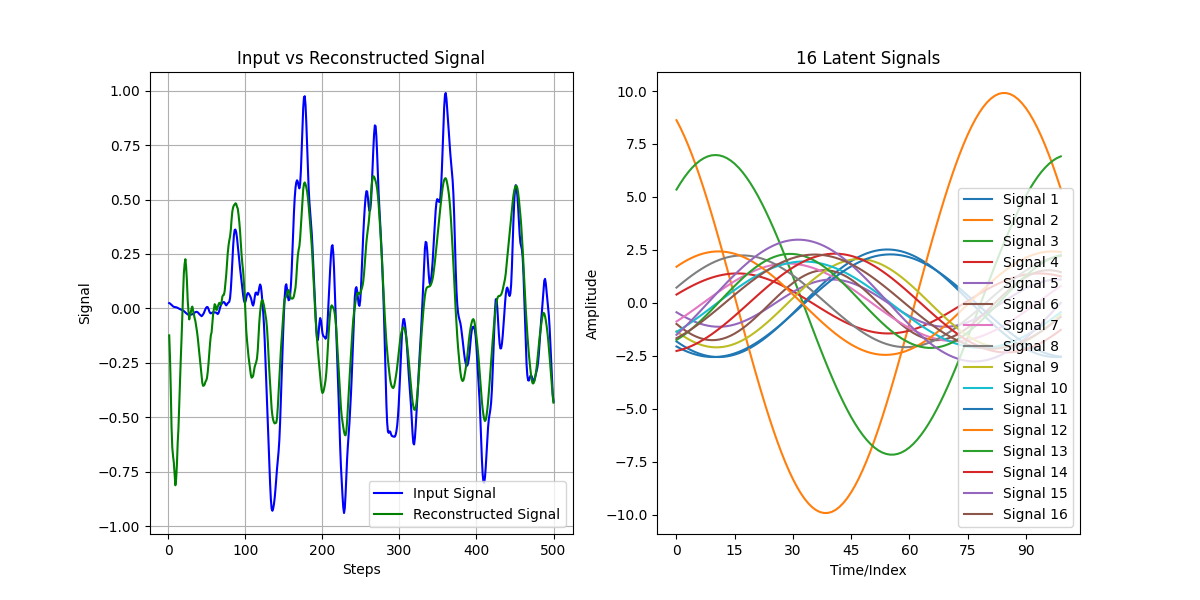 Input vs Reconstructed Signal
1.00
0.75
0.50
0.25
0.00
−0.25
−0.50
−0.75
−1.00
Signal
0
100
200
300
400
500
Steps
Input Signal
Reconstructed Signal
16 Latent Signals
10.0
7.5
5.0
2.5
0.0
−2.5
−5.0
−7.5
−10.0
Amplitude
0
15
30
45
60
75
90
Time/Index
Signal 1
Signal 2
Signal 3
Signal 4
Signal 5
Signal 6
Signal 7
Signal 8
Signal 9
Signal 10
Signal 11
Signal 12
Signal 13
Signal 14
Signal 15
Signal 16